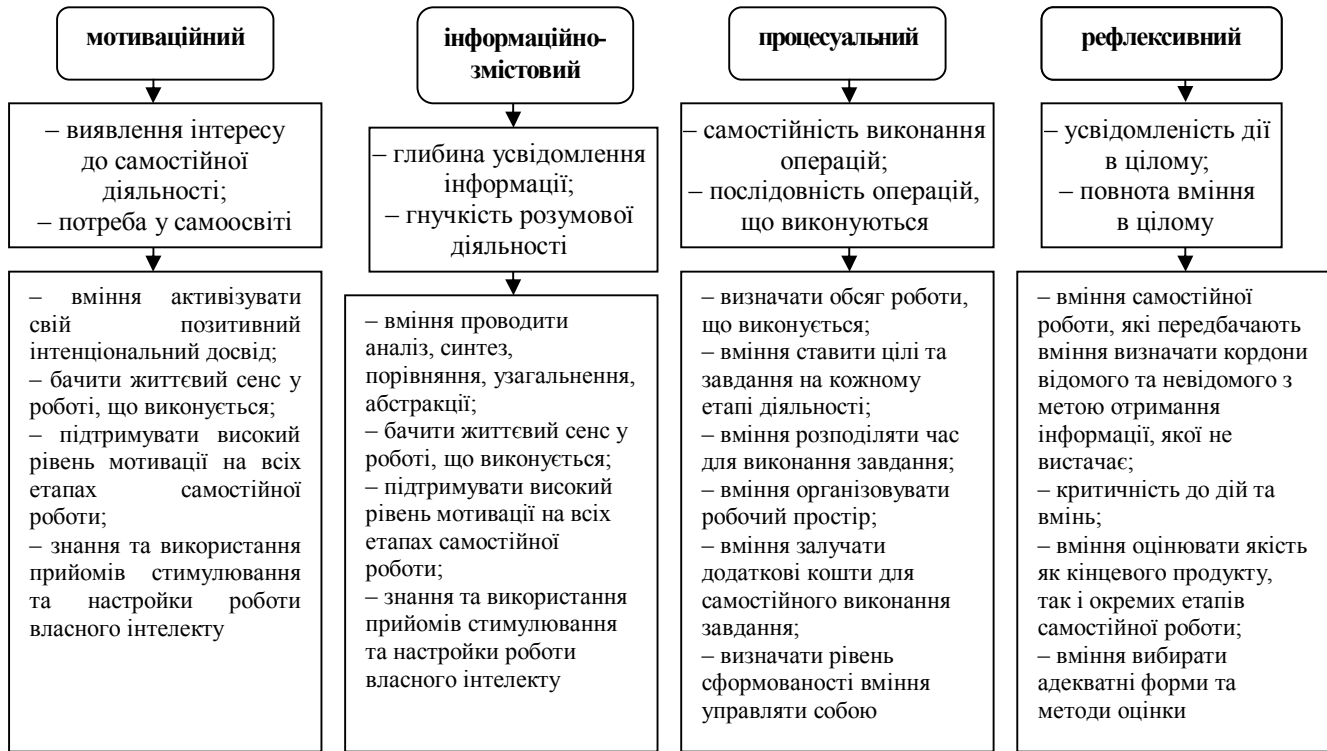 мотиваційний
– виявлення інтересу
до самостійної
діяльності;
– потреба у самоосвіті
– вміння активізувати
свій позитивний
інтенціональний досвід;
– бачити життєвий сенс у
роботі, що виконується;
– підтримувати високий
рівень мотивації на всіх
етапах самостійної
роботи;
– знання та використання
прийомів стимулювання
та настройки роботи
власного інтелекту
інформаційно-
змістовий
– глибина усвідомлення
інформації;
– гнучкість розумової
діяльності
– вміння проводити
аналіз, синтез,
порівняння, узагальнення,
абстракції;
– бачити життєвий сенс у
роботі, що виконується;
– підтримувати високий
рівень мотивації на всіх
етапах самостійної
роботи;
– знання та використання
прийомів стимулювання
та настройки роботи
власного інтелекту
процесуальний
– самостійність виконання
операцій;
– послідовність операцій,
що виконуються
– визначати обсяг роботи,
що виконується;
– вміння ставити цілі та
завдання на кожному
етапі діяльності;
– вміння розподіляти час
для виконання завдання;
– вміння організовувати
робочий простір;
– вміння залучати
додаткові кошти для
самостійного виконання
завдання;
– визначати рівень
сформованості вміння
управляти собою
рефлексивний
– усвідомленість дії
в цілому;
– повнота вміння
в цілому
– вміння самостійної
роботи, які передбачають
вміння визначати кордони
відомого та невідомого з
метою отримання
інформації, якої не
вистачає;
– критичність до дій та
вмінь;
– вміння оцінювати якість
як кінцевого продукту,
так і окремих етапів
самостійної роботи;
– вміння вибирати
адекватні форми та
методи оцінки